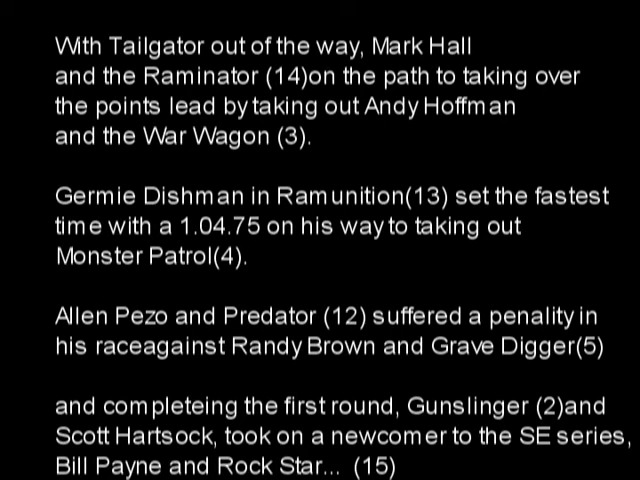 With Tailgator out of the way, Mark Hall
and the Raminator (14)on the path to taking over
the points lead by taking out Andy Hoffman
and the War Wagon (3).
Germie Dishman in Ramunition(13) set the fastest
time with a 1.04.75 on his way to taking out
Monster Patrol(4).
Allen Pezo and Predator (12) suffered a penality in
his raceagainst Randy Brown and Grave Digger(5)
and completeing the first round, Gunslinger (2)and
Scott Hartsock, took on a newcomer to the SE series,
Bill Payne and Rock Star... (15)